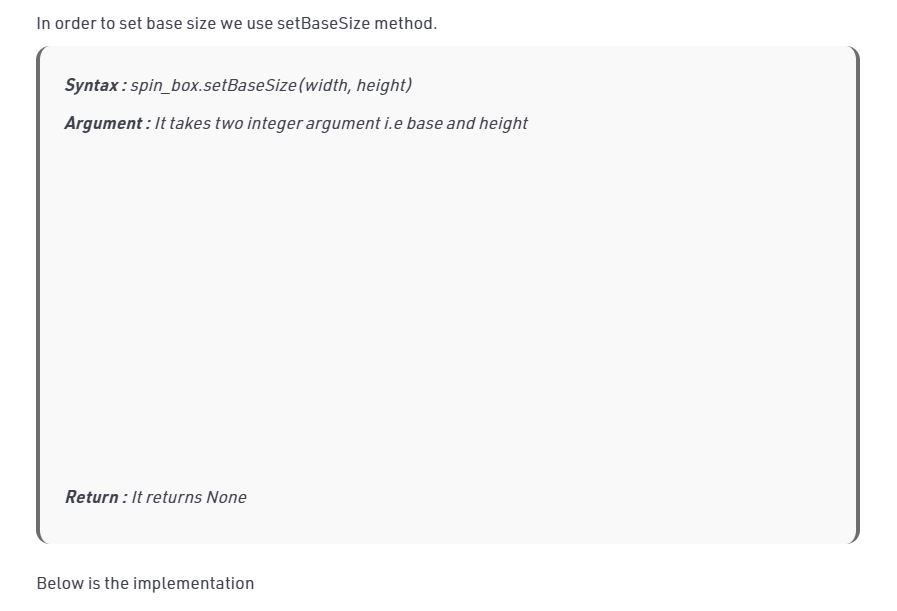 In order to set base size we use setBaseSize method.
Syntax : spin_box.setBaseSize(width, height)
Argument : It takes two integer argument i.e base and height
Return : It returns None
Below is the implementation